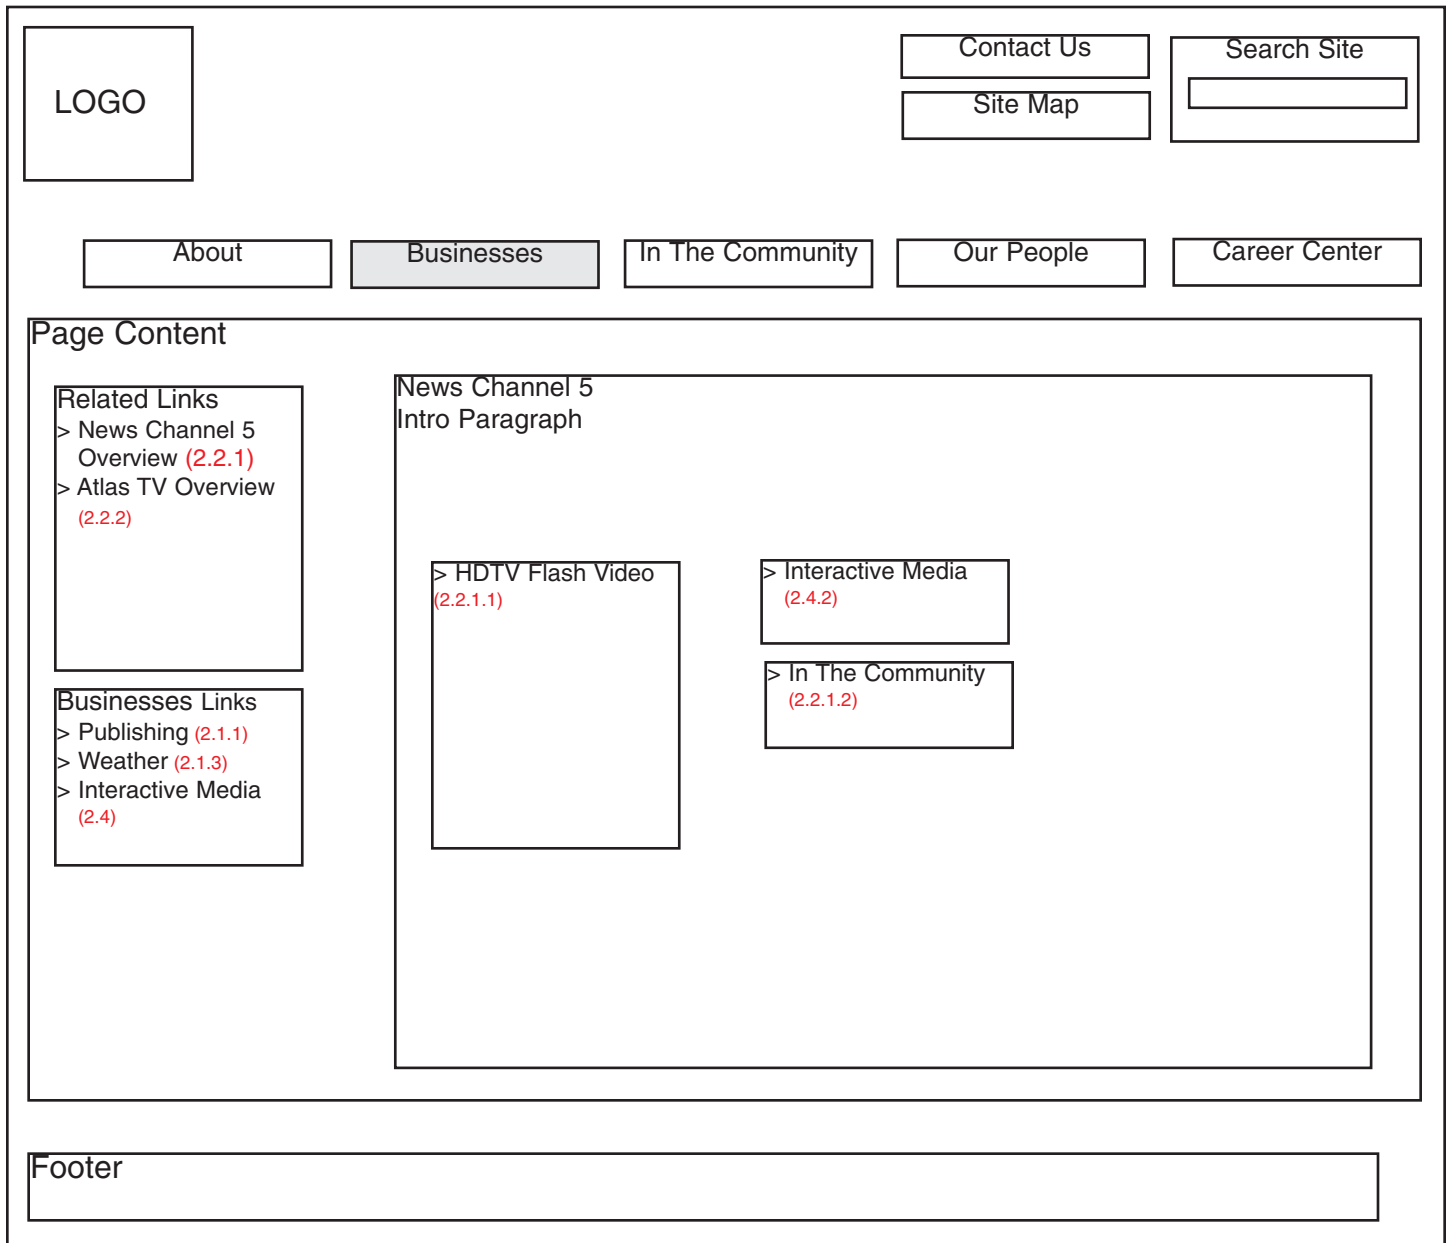 LOGO
Contact Us
Search Site
Site Map
About
Businesses
In The Community
Our People
Career Center
Page Content
Related Links
> News Channel 5
Overview (2.2.1)
> Atlas TV Overview
(2.2.2)
Businesses Links
> Publishing (2.1.1)
> Weather (2.1.3)
> Interactive Media
(2.4)
News Channel 5
Intro Paragraph
> HDTV Flash Video
(2.2.1.1)
> Interactive Media
(2.4.2)
> In The Community
(2.2.1.2)
Footer